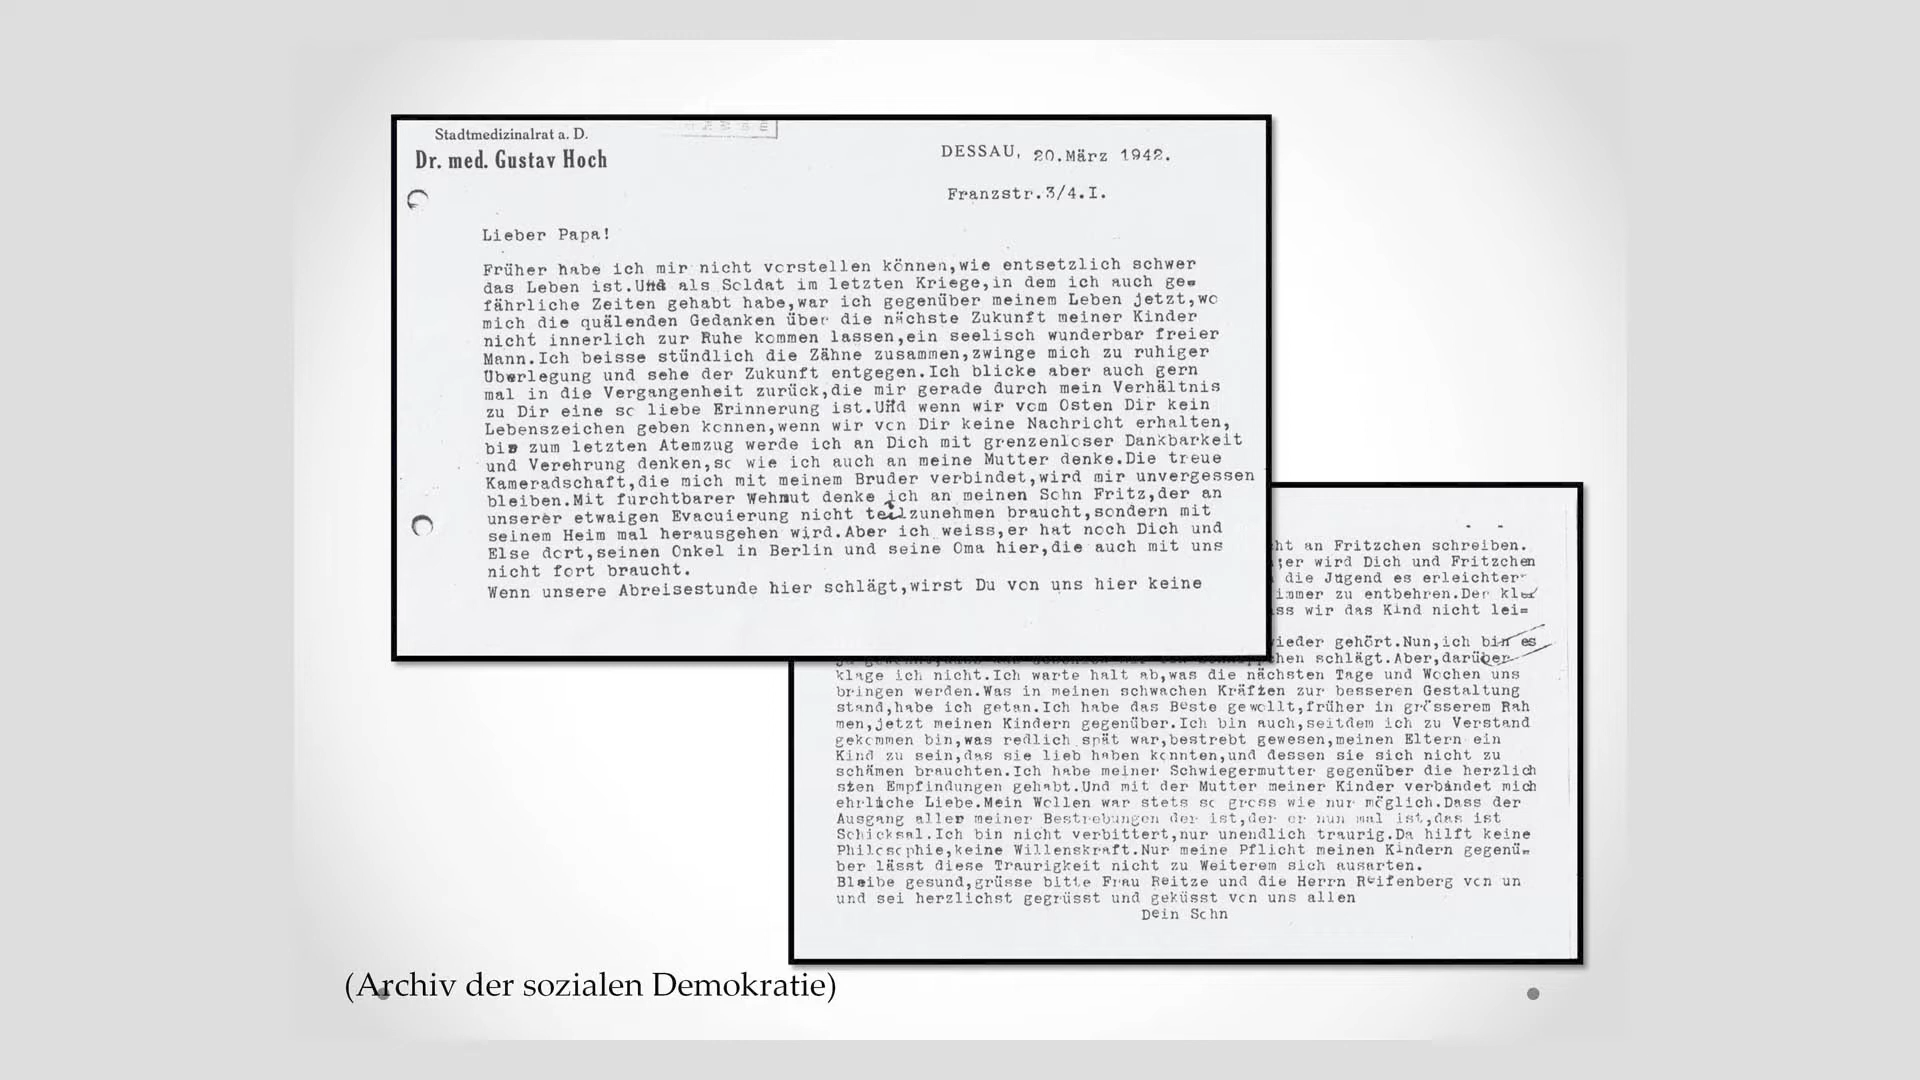 Stadtmedizinalrat a. D.
Dr. med. Gustav Hoch
DESSAU, 20.März 1942.
Franzstr.3/4.I.
Lieber Papa!
Früher habe ich mir nicht vorstellen können,wie entsetzlich schwer
das Leben ist.Und als Soldat im letzten Kriege,in dem ich auch ge=
fährliche Zeiten gehabt habe,war ich gegenüber meinem Leben jetzt,wo
mich die quälenden Gedanken über die nächste Zukunft meiner Kinder
nicht innerlich zur Ruhe kommen lassen,ein seelisch wunderbar freier
Mann.Ich beisse stündlich die Zähne zusammen,zwinge mich zu ruhiger
Überlegung und sehe der Zukunft entgegen.Ich blicke aber auch gern
mal in die Vergangenheit zurück,die mir gerade durch mein Verhältnis
zu Dir eine so liebe Erinnerung ist.Und wenn wir vom Osten Dir kein
Lebenszeichen geben können,wenn wir von Dir keine Nachricht erhalten,
bis zum letzten Atemzug werde ich an Dich mit grenzenloser Dankbarkeit
und Verehrung denken,so wie ich auch an meine Mutter denke.Die treue
Kameradschaft,die mich mit meinem Bruder verbindet,wird mir unvergessen
bleiben.Mit furchtbarer Wehmut denke ich an meinen Sohn Fritz,der an
unserer etwaigen Evacuierung nicht teilzunehmen braucht,sondern mit
seinem Heim mal herausgehen wird.Aber ich weiss,er hat noch Dich und
Else dort,seinen Onkel in Berlin und seine Oma hier,die auch mit uns
nicht fort braucht.
Wenn unsere Abreisestunde hier schlägt,wirst Du von uns hier keine
an Fritzchen schreiben.
er wird Dich und Fritzchen
die Jugend es erleichter
immer zu entbehren.Der
wir das Kind nicht lei=
wieder gehört.Nun,ich bin es
schlägt.Aber,darüber
klage ich nicht.Ich warte halt ab,was die nächsten Tage und Wochen uns
bringen werden.Was in meinen schwachen Kräften zur besseren Gestaltung
stand,habe ich getan.Ich habe das Beste gewollt,früher in grösserem Rah
men,jetzt meinen Kindern gegenüber.Ich bin auch,seitdem ich zu Verstand
gekommen bin,was redlich spät war,bestrebt gewesen,meinen Eltern ein
Kind zu sein,das sie lieb haben konnten,und dessen sie sich nicht zu
schämen brauchten.Ich habe meiner Schwiegermutter gegenüber die herzlich
sten Empfindungen gehabt.Und mit der Mutter meiner Kinder verbandet mich
ehrliche Liebe.Mein Wollen war stets so gross wie nur möglich.Dass der
Ausgang aller meiner Bestrebungen der ist,der er nun mal ist,das ist
Schicksal.Ich bin nicht verbittert,nur unendlich traurig.Da hilft keine
Philosophie,keine Willenskraft.Nur meine Pflicht meinen Kindern gegenü=
ber lässt diese Traurigkeit nicht zu Weiterem sich ausarten.
Bleibe gesund,grüsse bitte Frau Reitze und die Herrn Reifenberg von un
und sei herzlichst gegrüsst und geküsst von uns allen
Dein Sohn
(Archiv der sozialen Demokratie)